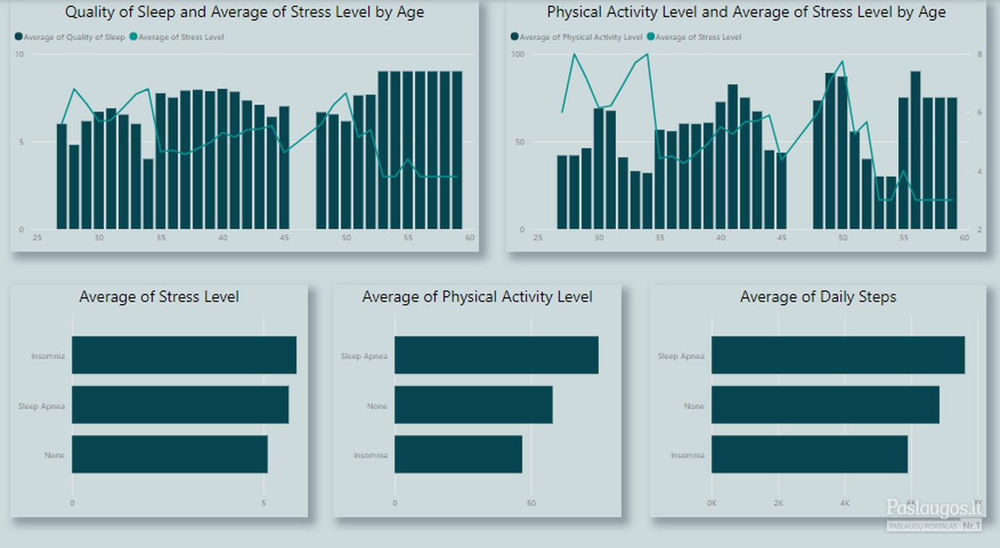 Quality of Sleep and Average of Stress Level by Age
Average of Quality of Sleep Average of Stress Level
10
5
0
25 30 35 40 45 50 55 60
Physical Activity Level and Average of Stress Level by Age
Average of Physical Activity Level Average of Stress Level
100 8
6
50
4
0 2
25 30 35 40 45 50 55 60
Average of Stress Level
Insomnia
Sleep Apnea
None
0 5
Average of Physical Activity Level
Sleep Apnea
None
Insomnia
0 50
Average of Daily Steps
Sleep Apnea
None
Insomnia
0K 2K 4K 6K 8K
Paslaugos.lt
PASLAUGŲ PORTALAS Nr.1